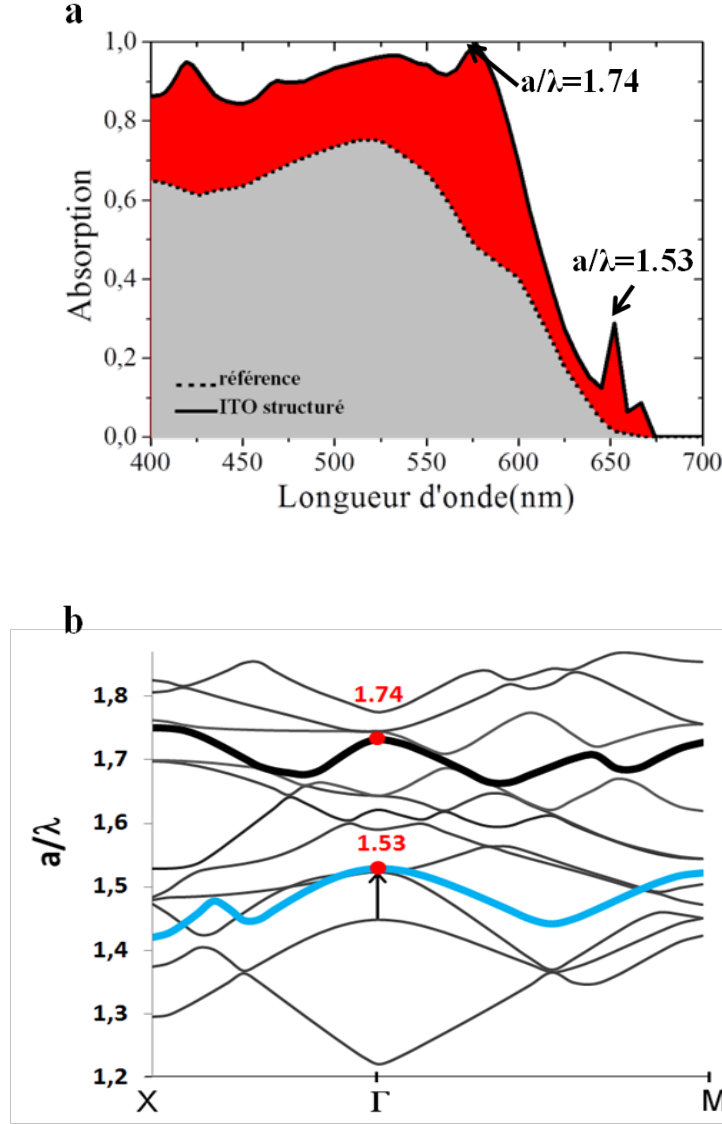 a
1,0
a/λ=1.74
0,8
0,6
a/λ=1.53
0,4
0,2
référence
ITO structuré
0,0
400 450 500 550 600 650 700
Absorption
Longueur d'onde(nm)
b
1,8
1.74
1,7
1,6
1.53
1,5
1,4
1,3
1,2
a/λ
X Γ M